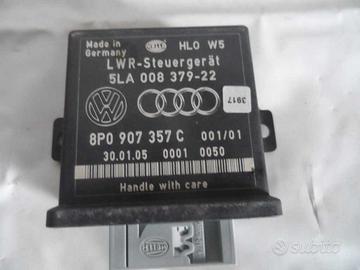 Made in
Germany
HELLA HLO W5
LWR-Steuergerät
5LA 008 379-22
3917
8P0 907 357 C 001/01
30.01.05 0001 0050
Handle with care
HELLA
subito